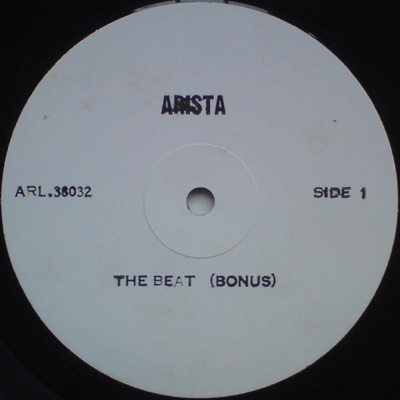 ARISTA
ARL.38032 SIDE 1
THE BEAT (BONUS)